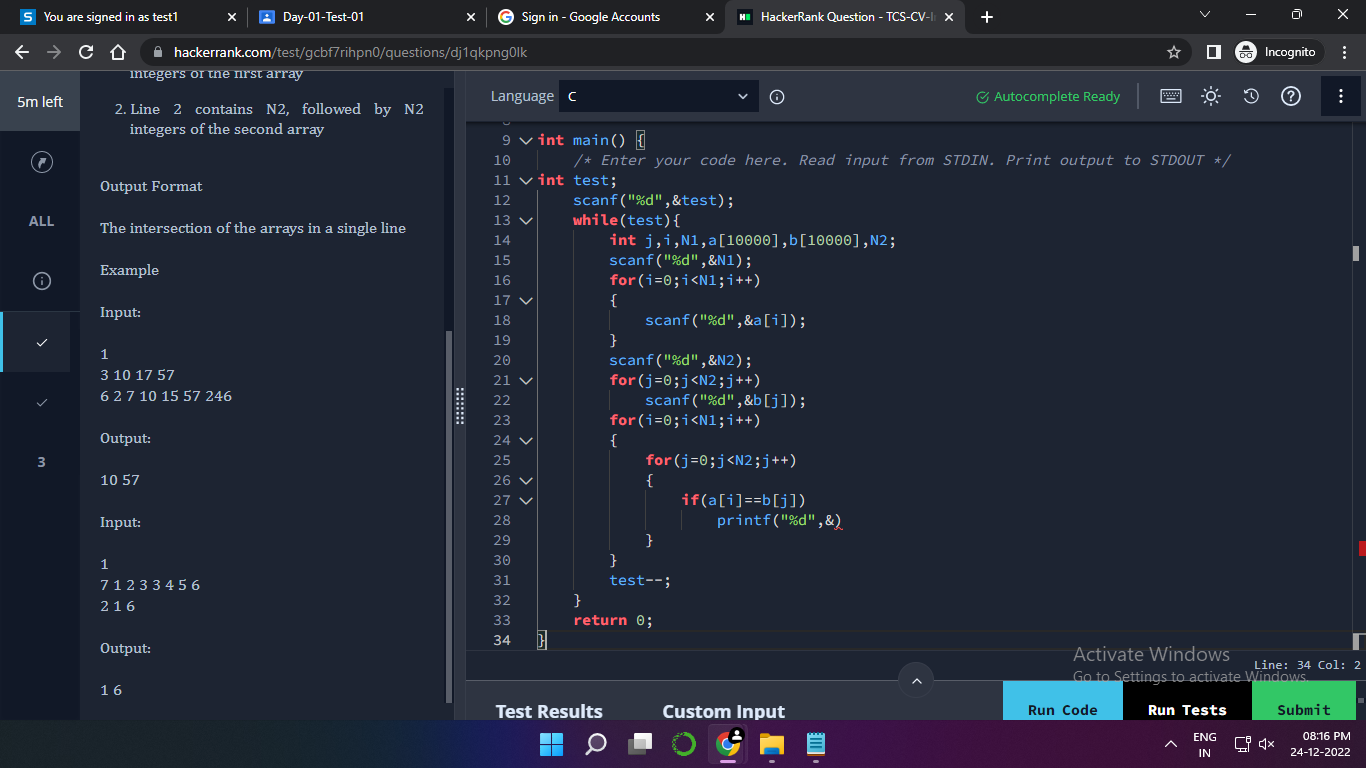 You are signed in as test1
Day-01-Test-01
Sign in - Google Accounts
HackerRank Question - TCS-CV-I
hackerrank.com/test/gcbf7rihpn0/questions/dj1qkpng0lk
Incognito
5m left
ALL
3
integers of the first array
2. Line 2 contains N2, followed by N2
integers of the second array
Output Format
The intersection of the arrays in a single line
Example
Input:
1
3 10 17 57
6 2 7 10 15 57 246
Output:
10 57
Input:
1
7 1 2 3 3 4 5 6
2 1 6
Output:
1 6
Language C
Autocomplete Ready
9 int main() {
10 /* Enter your code here. Read input from STDIN. Print output to STDOUT */
11 int test;
12 scanf("%d",&test);
13 while(test){
14 int j,i,N1,a[10000],b[10000],N2;
15 scanf("%d",&N1);
16 for(i=0;i<N1;i++)
17 {
18 scanf("%d",&a[i]);
19 }
20 scanf("%d",&N2);
21 for(j=0;j<N2;j++)
22 scanf("%d",&b[j]);
23 for(i=0;i<N1;i++)
24 {
25 for(j=0;j<N2;j++)
26 {
27 if(a[i]==b[j])
28 printf("%d",&)
29 }
30 }
31 test--;
32 }
33 return 0;
34 }
Activate Windows
Go to Settings to activate Windows.
Line: 34 Col: 2
Test Results
Custom Input
Run Code
Run Tests
Submit
ENG
IN
08:16 PM
24-12-2022